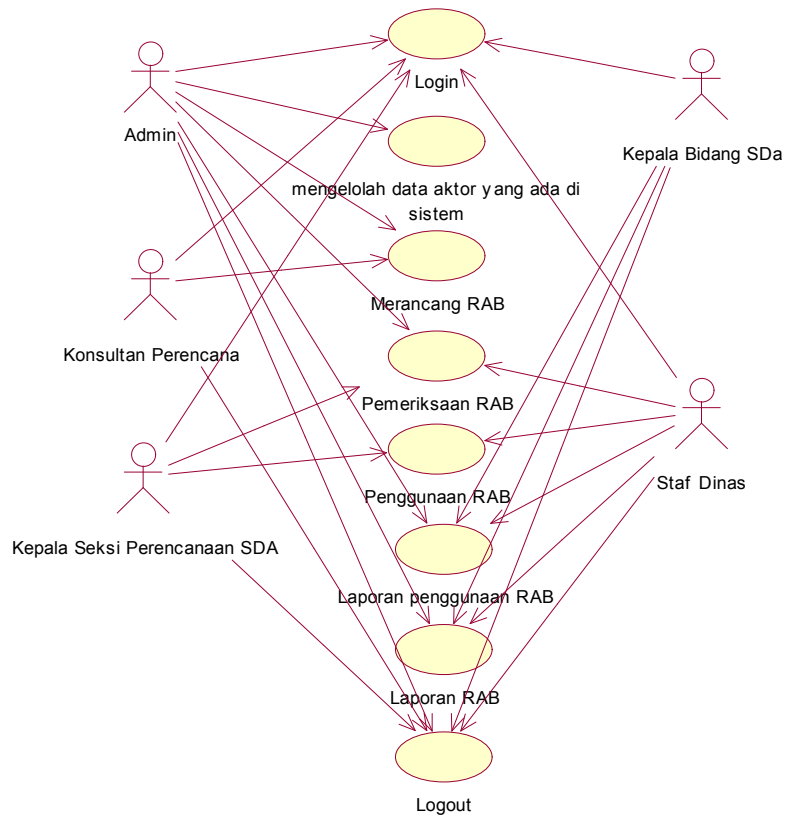 Login
Admin
Kepala Bidang SDa
mengelolah data aktor yang ada di
sistem
Merancang RAB
Konsultan Perencana
Pemeriksaan RAB
Penggunaan RAB
Staf Dinas
Kepala Seksi Perencanaan SDA
Laporan penggunaan RAB
Laporan RAB
Logout